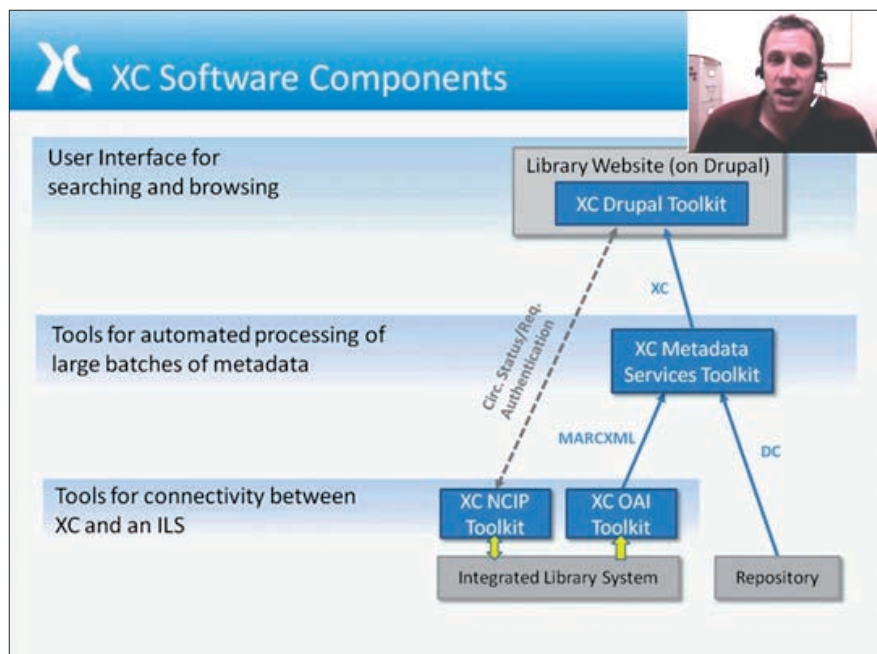 XC Software Components
User Interface for
searching and browsing
Library Website (on Drupal)
XC Drupal Toolkit
XC
Circ. Status/Req.
Authentication
Tools for automated processing of
large batches of metadata
XC Metadata
Services Toolkit
MARCXML
DC
Tools for connectivity between
XC and an ILS
XC NCIP
Toolkit
XC OAI
Toolkit
Integrated Library System
Repository